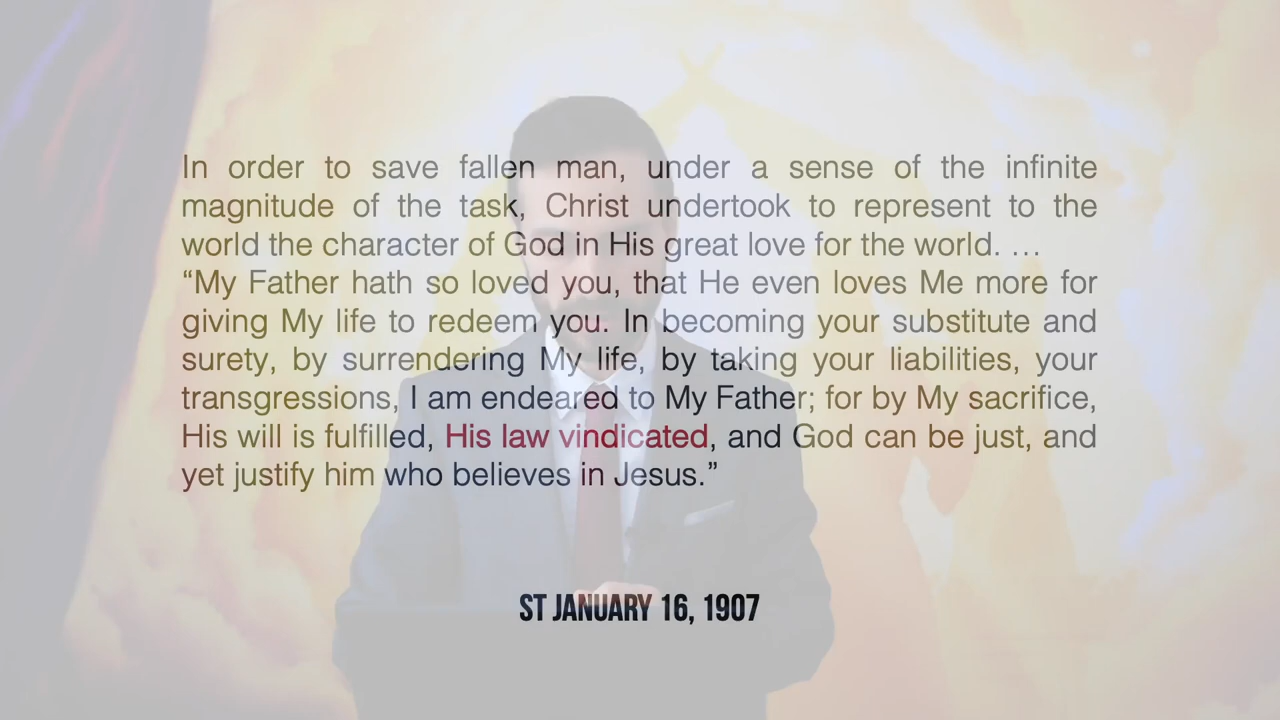 In order to save fallen man, under a sense of the infinite
magnitude of the task, Christ undertook to represent to the
world the character of God in His great love for the world. …
“My Father hath so loved you, that He even loves Me more for
giving My life to redeem you. In becoming your substitute and
surety, by surrendering My life, by taking your liabilities, your
transgressions, I am endeared to My Father; for by My sacrifice,
His will is fulfilled, His law vindicated, and God can be just, and
yet justify him who believes in Jesus.”
ST JANUARY 16, 1907